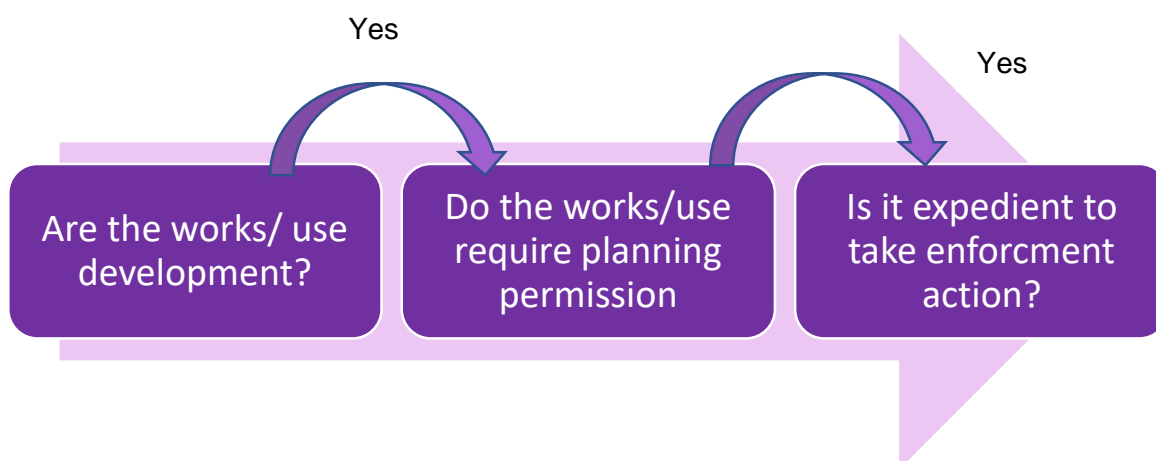 Yes
Yes
Are the works/ use
development?
Do the works/use
require planning
permission
Is it expedient to
take enforcment
action?